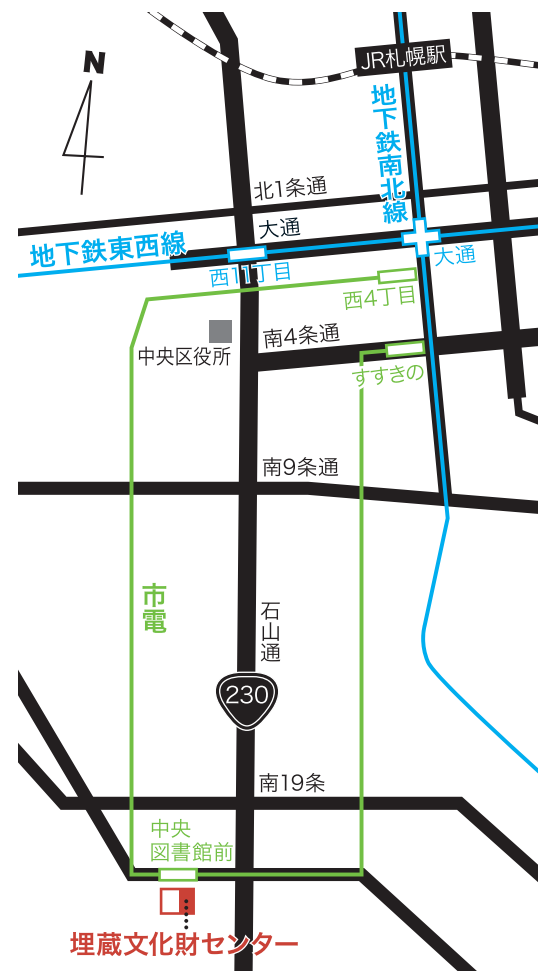 N
JR札幌駅
地下鉄南北線
北1条通
大通
地下鉄東西線
西11丁目
大通
西4丁目
南4条通
中央区役所
すすきの
南9条通
市電
石山通
230
南19条
中央
図書館前
埋蔵文化財センター